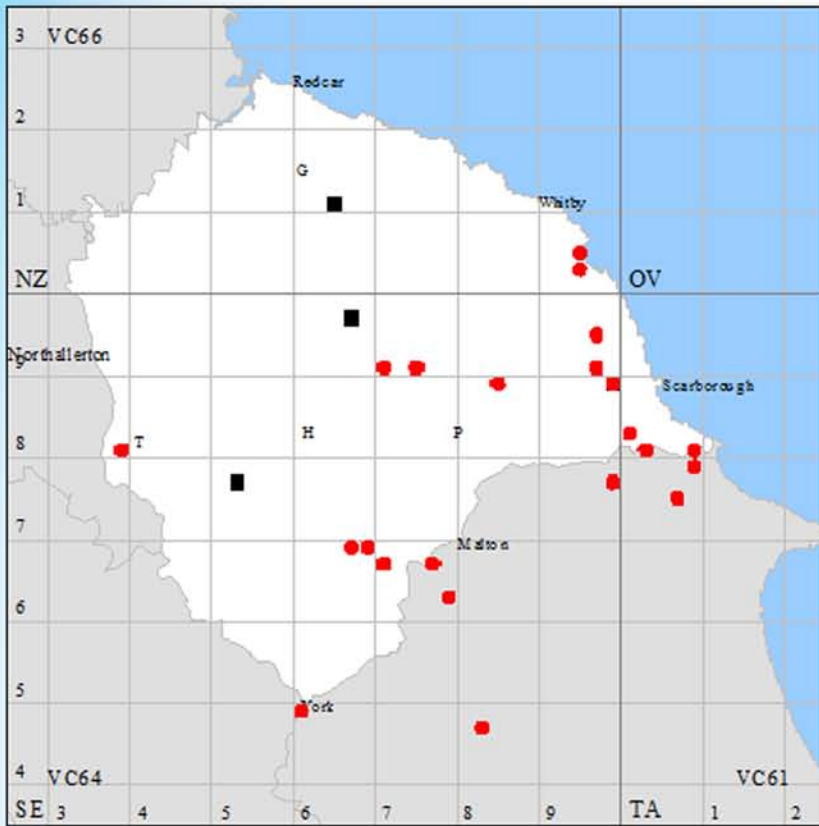 3 VC66
Redcar
2
G
1
Whitby
NZ
OV
Northallerton
9
Scarborough
T
H
P
8
7
Malton
6
5
York
4
VC64
VC61
SE 3 4 5 6 7 8 9 TA 1 2